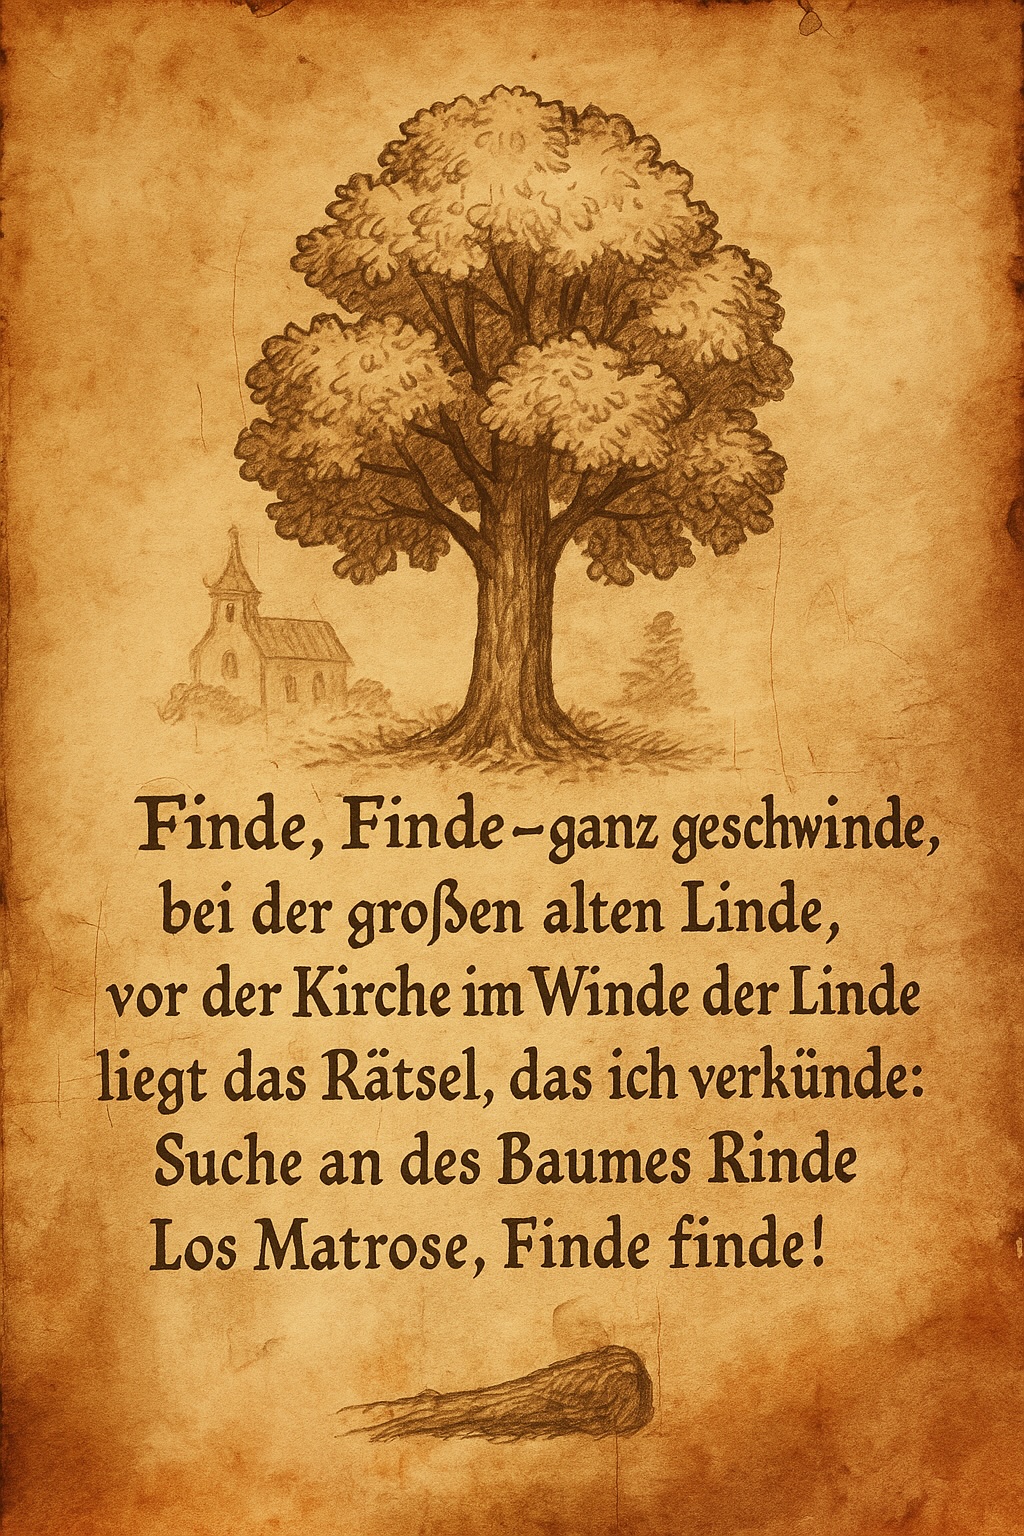 Finde, Finde – ganz geschwinde,
bei der großen alten Linde,
vor der Kirche im Winde der Linde
liegt das Rätsel, das ich verkünde:
Suche an des Baumes Rinde
Los Matrose, Finde finde!